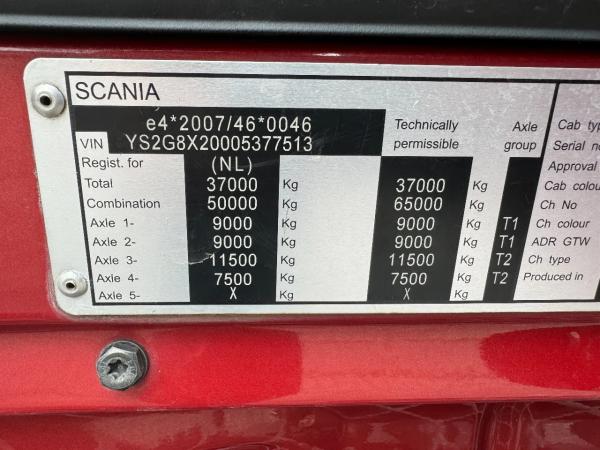 SCANIA
e4*2007/46*0046
VIN YS2G8X20005377513
Technically permissible Axle group
Regist. for (NL)
Total 37000 Kg 37000 Kg
Combination 50000 Kg 65000 Kg
Axle 1- 9000 Kg 9000 Kg T1
Axle 2- 9000 Kg 9000 Kg T1
Axle 3- 11500 Kg 11500 Kg T2
Axle 4- 7500 Kg 7500 Kg T2
Axle 5- X Kg X Kg
Cab typ
Serial no
Approval
Cab colou
Ch No
Ch colour
ADR GTW
Ch type
Produced in